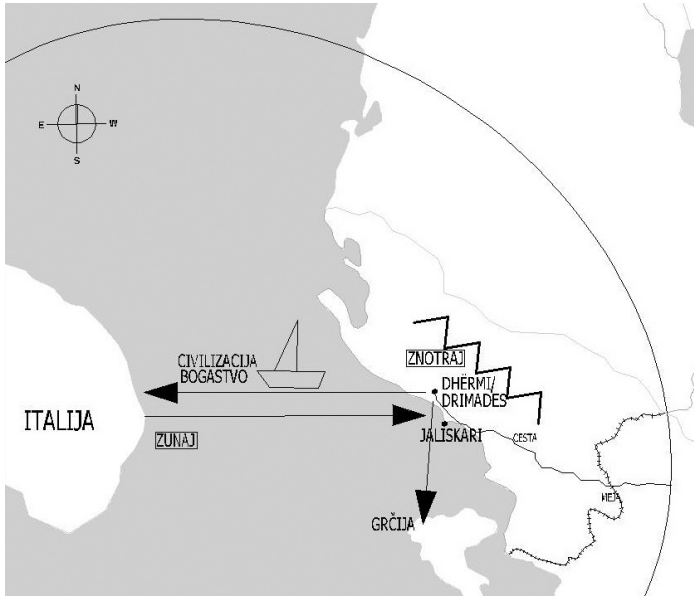 N
E
W
S
CIVILIZACIJA
BOGASTVO
ZNOTRAJ
DHËRMI/
DRIMADES
ITALIJA
ZUNAJ
JALISKARI
CESTA
MEJA
GRČIJA